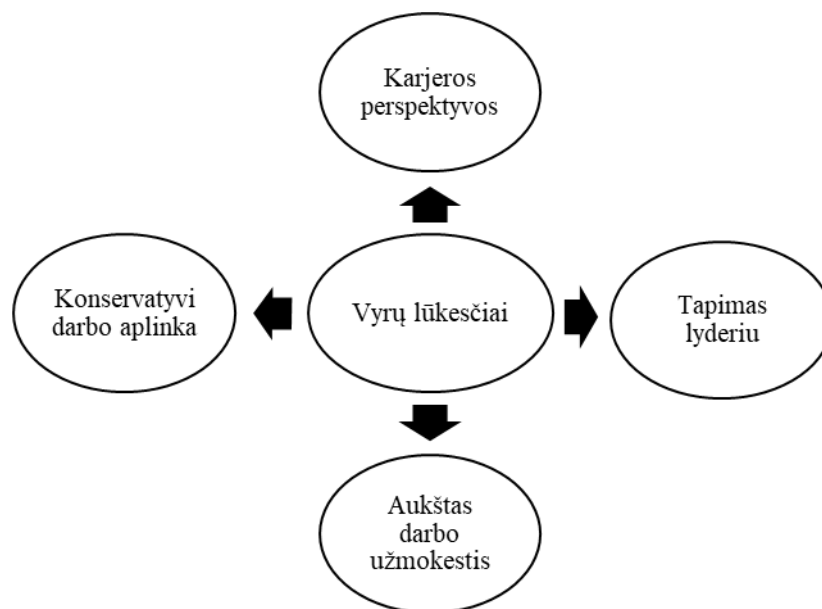 Karjeros
perspektyvos
Konservatyvi
darbo aplinka
Vyrų lūkesčiai
Tapimas
lyderiu
Aukštas
darbo
užmokestis